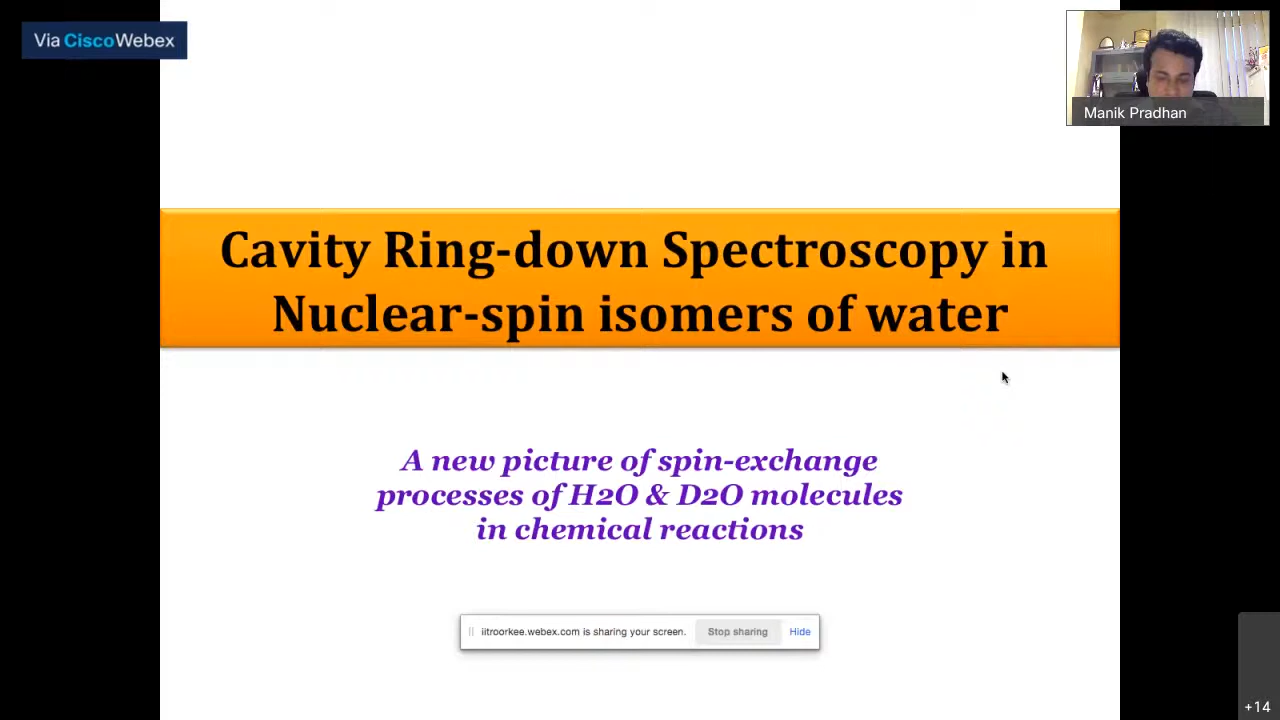 Via CiscoWebex
Manik Pradhan
Cavity Ring-down Spectroscopy in
Nuclear-spin isomers of water
A new picture of spin-exchange
processes of H2O & D2O molecules
in chemical reactions
iitroorkee.webex.com is sharing your screen. Stop sharing Hide
+14